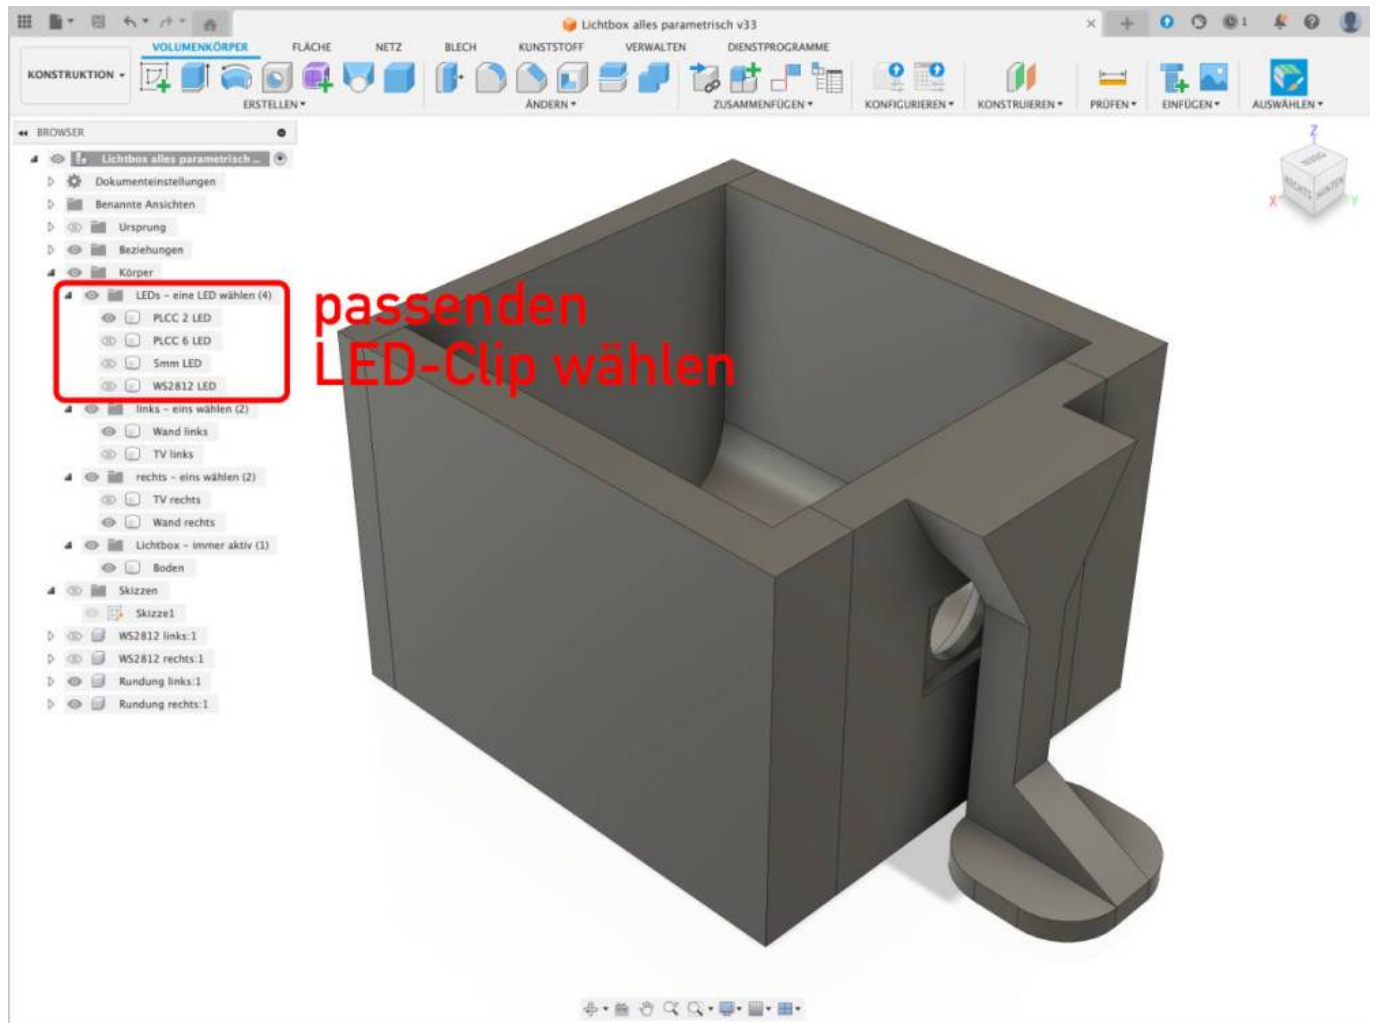 Lichtbox alles parametrisch v33
1
VOLUMENKÖRPER FLÄCHE NETZ BLECH KUNSTSTOFF VERWALTEN DIENSTPROGRAMME
KONSTRUKTION
ERSTELLEN ÄNDERN ZUSAMMENFÜGEN KONFIGURIEREN KONSTRUIEREN PRÜFEN EINFÜGEN AUSWÄHLEN
BROWSER
Lichtbox alles parametrisch ...
Dokumenteinstellungen
Benannte Ansichten
Ursprung
Beziehungen
Körper
LEDs – eine LED wählen (4)
PLCC 2 LED
PLCC 6 LED
5mm LED
WS2812 LED
links – eins wählen (2)
Wand links
TV links
rechts – eins wählen (2)
TV rechts
Wand rechts
Lichtbox – immer aktiv (1)
Boden
Skizzen
Skizze1
WS2812 links:1
WS2812 rechts:1
Rundung links:1
Rundung rechts:1
passenden
LED-Clip wählen
Z
RECHTS HINTEN
X Y